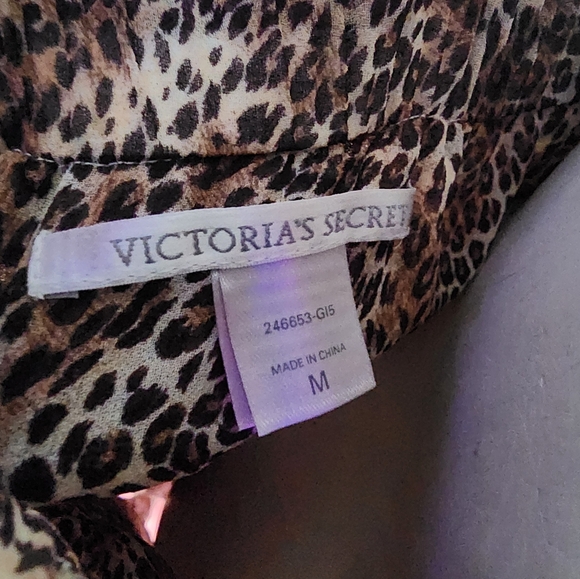 VICTORIA'S SECRET
246653-GI5
MADE IN CHINA
M